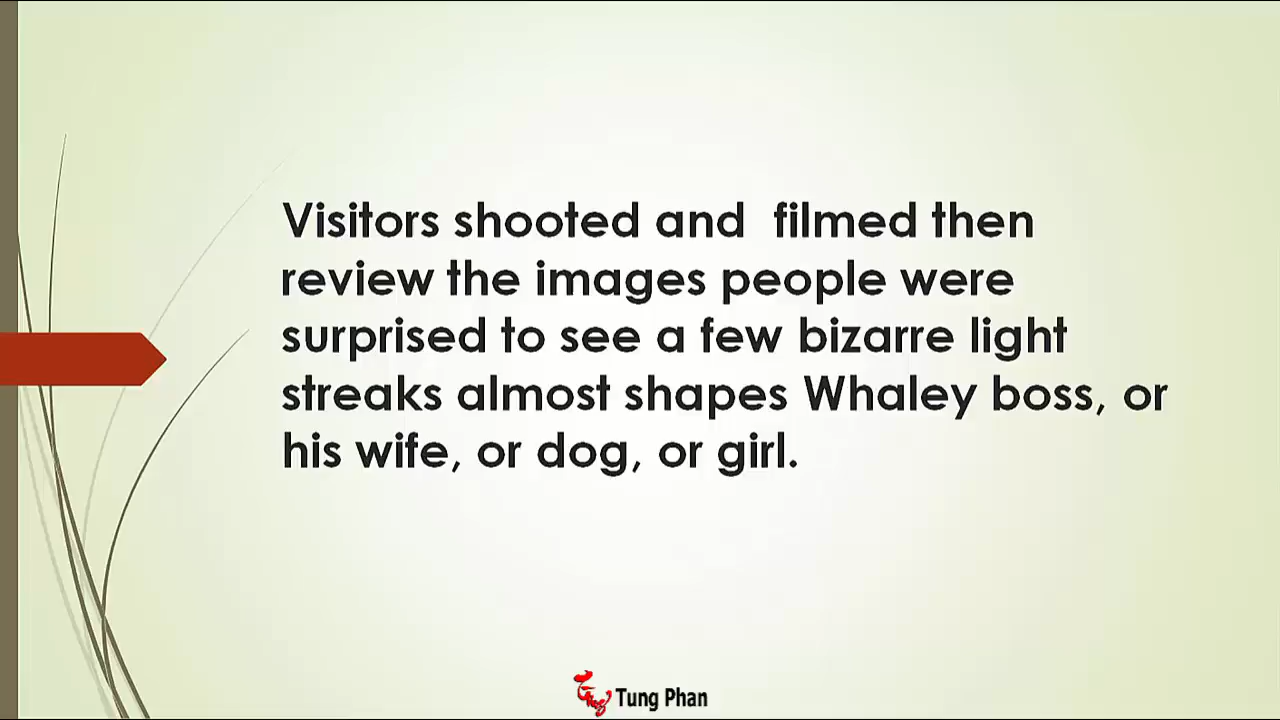 Visitors shooted and  filmed then
review the images people were
surprised to see a few bizarre light
streaks almost shapes Whaley boss, or
his wife, or dog, or girl.
Tung Phan